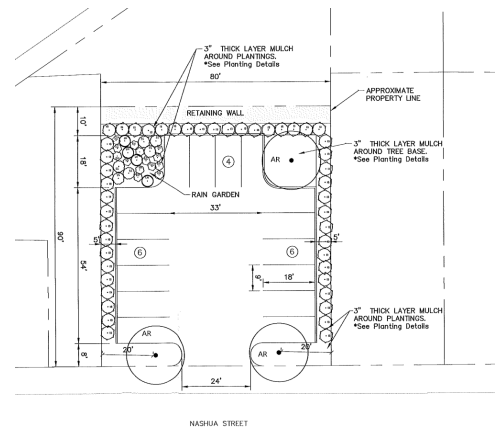 3" THICK LAYER MULCH
AROUND PLANTINGS.
*See Planting Details
80'
APPROXIMATE
PROPERTY LINE
RETAINING WALL
10'
3" THICK LAYER MULCH
AROUND TREE BASE.
*See Planting Details
4
AR
18'
RAIN GARDEN
33'
90'
5'
6
6
5'
54'
9'
18'
3" THICK LAYER MULCH
AROUND PLANTINGS.
*See Planting Details
AR
AR
8'
20'
20'
24'
NASHUA STREET